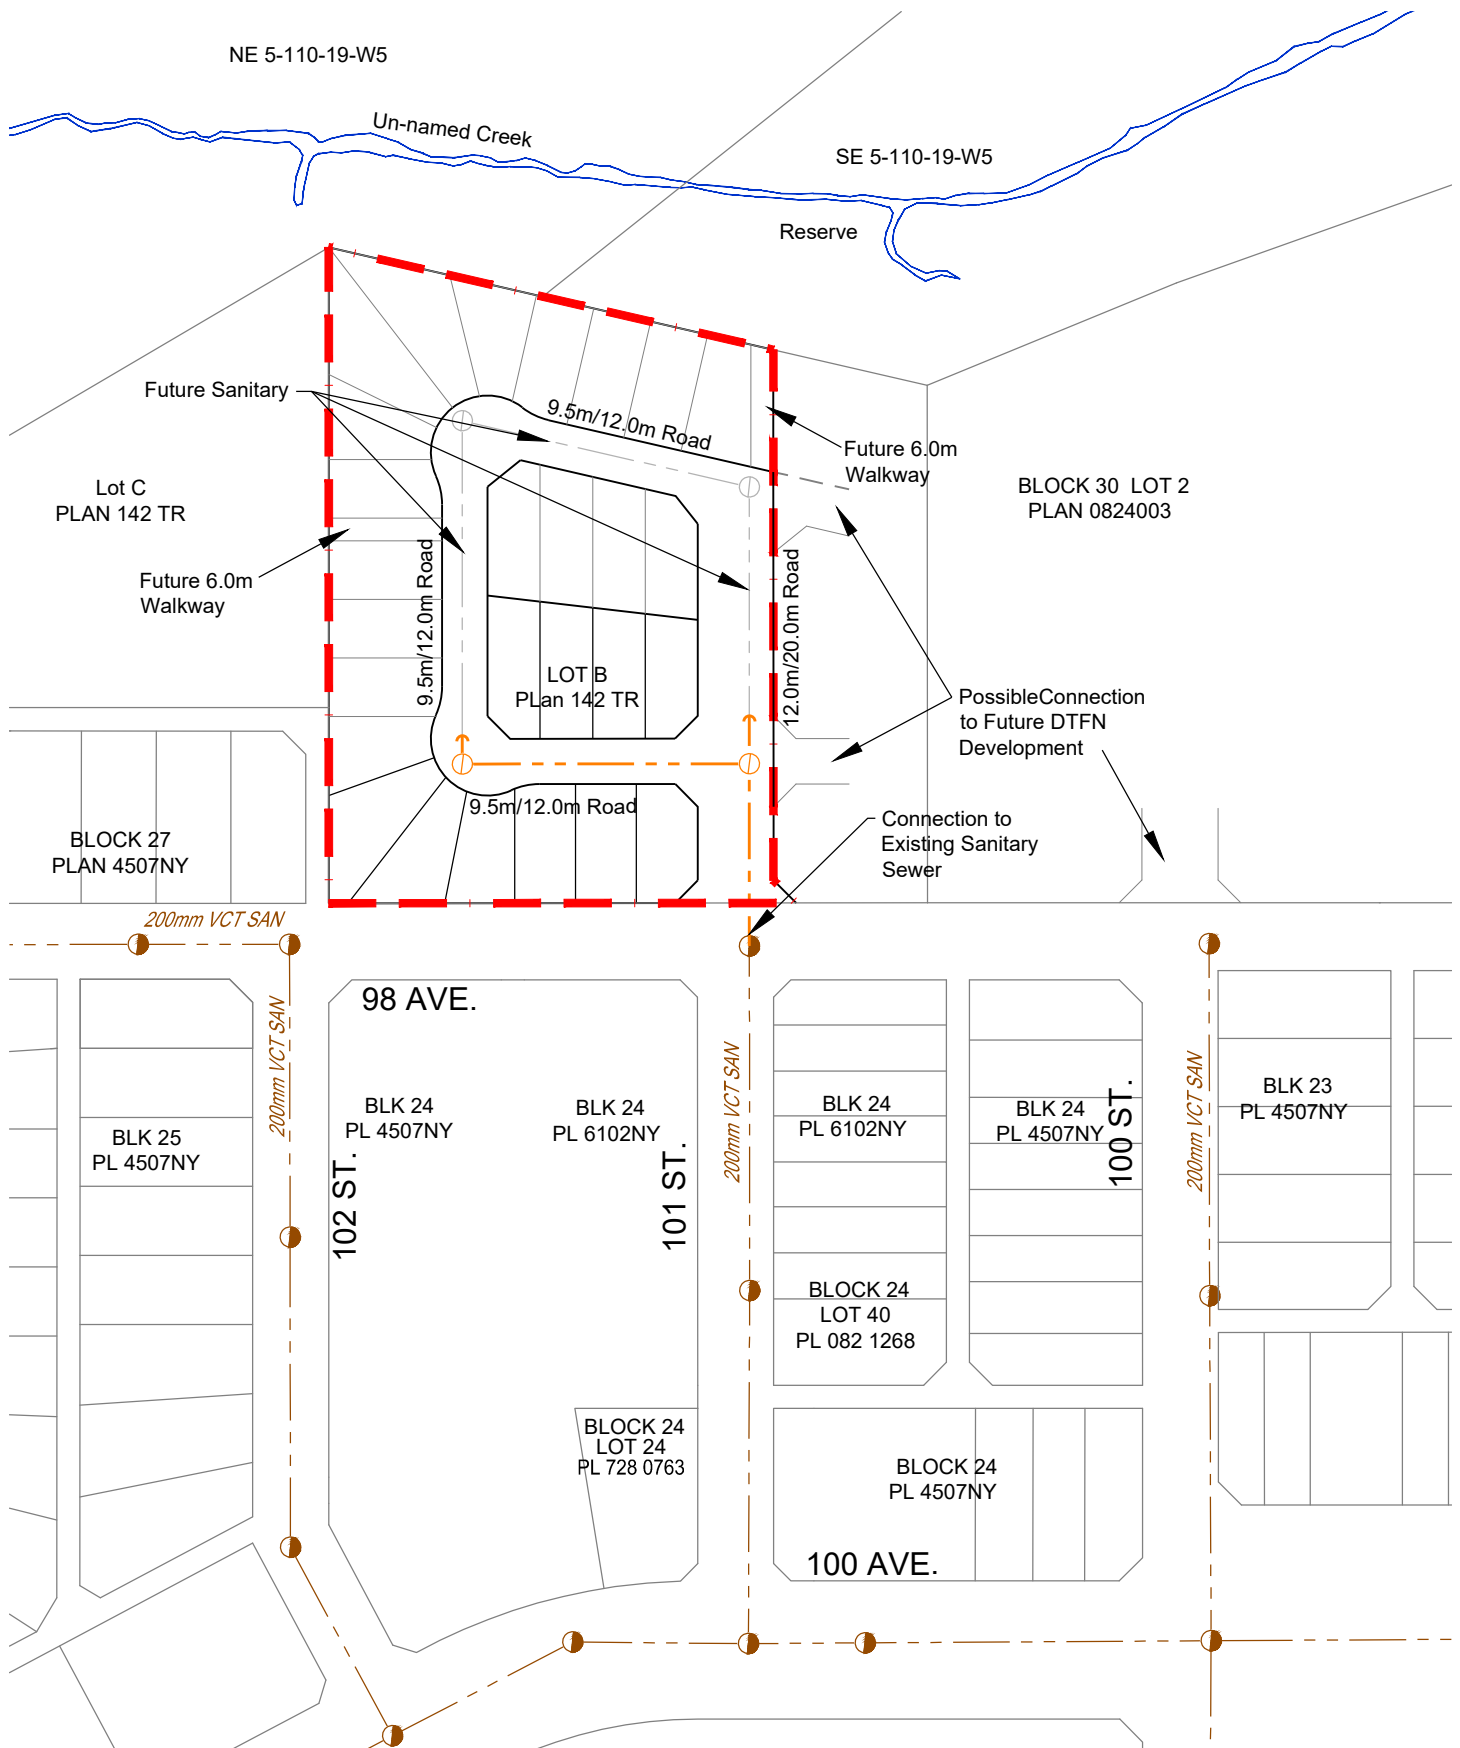 NE 5-110-19-W5
Un-named Creek
SE 5-110-19-W5
Reserve
Future Sanitary
9.5m/12.0m Road
Future 6.0m
Walkway
Lot C
PLAN 142 TR
BLOCK 30 LOT 2
PLAN 0824003
Future 6.0m
Walkway
9.5m/12.0m Road
12.0m/20.0m Road
LOT B
PLan 142 TR
PossibleConnection
to Future DTFN
Development
9.5m/12.0m Road
Connection to
Existing Sanitary
Sewer
BLOCK 27
PLAN 4507NY
200mm VCT SAN
98 AVE.
200mm VCT SAN
200mm VCT SAN
200mm VCT SAN
BLK 25
PL 4507NY
BLK 24
PL 4507NY
BLK 24
PL 6102NY
BLK 24
PL 6102NY
BLK 24
PL 4507NY
BLK 23
PL 4507NY
102 ST.
101 ST.
100 ST.
BLOCK 24
LOT 40
PL 082 1268
BLOCK 24
LOT 24
PL 728 0763
BLOCK 24
PL 4507NY
100 AVE.